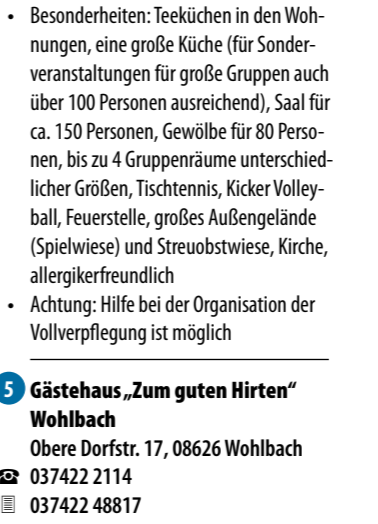 • Besonderheiten: Teeküchen in den Woh-
nungen, eine große Küche (für Sonder-
veranstaltungen für große Gruppen auch
über 100 Personen ausreichend), Saal für
ca. 150 Personen, Gewölbe für 80 Perso-
nen, bis zu 4 Gruppenräume unterschied-
licher Größen, Tischtennis, Kicker Volley-
ball, Feuerstelle, großes Außengelände
(Spielwiese) und Streuobstwiese, Kirche,
allergikerfreundlich
• Achtung: Hilfe bei der Organisation der
Vollverpflegung ist möglich
5 Gästehaus „Zum guten Hirten“
Wohlbach
Obere Dorfstr. 17, 08626 Wohlbach
037422 2114
037422 48817